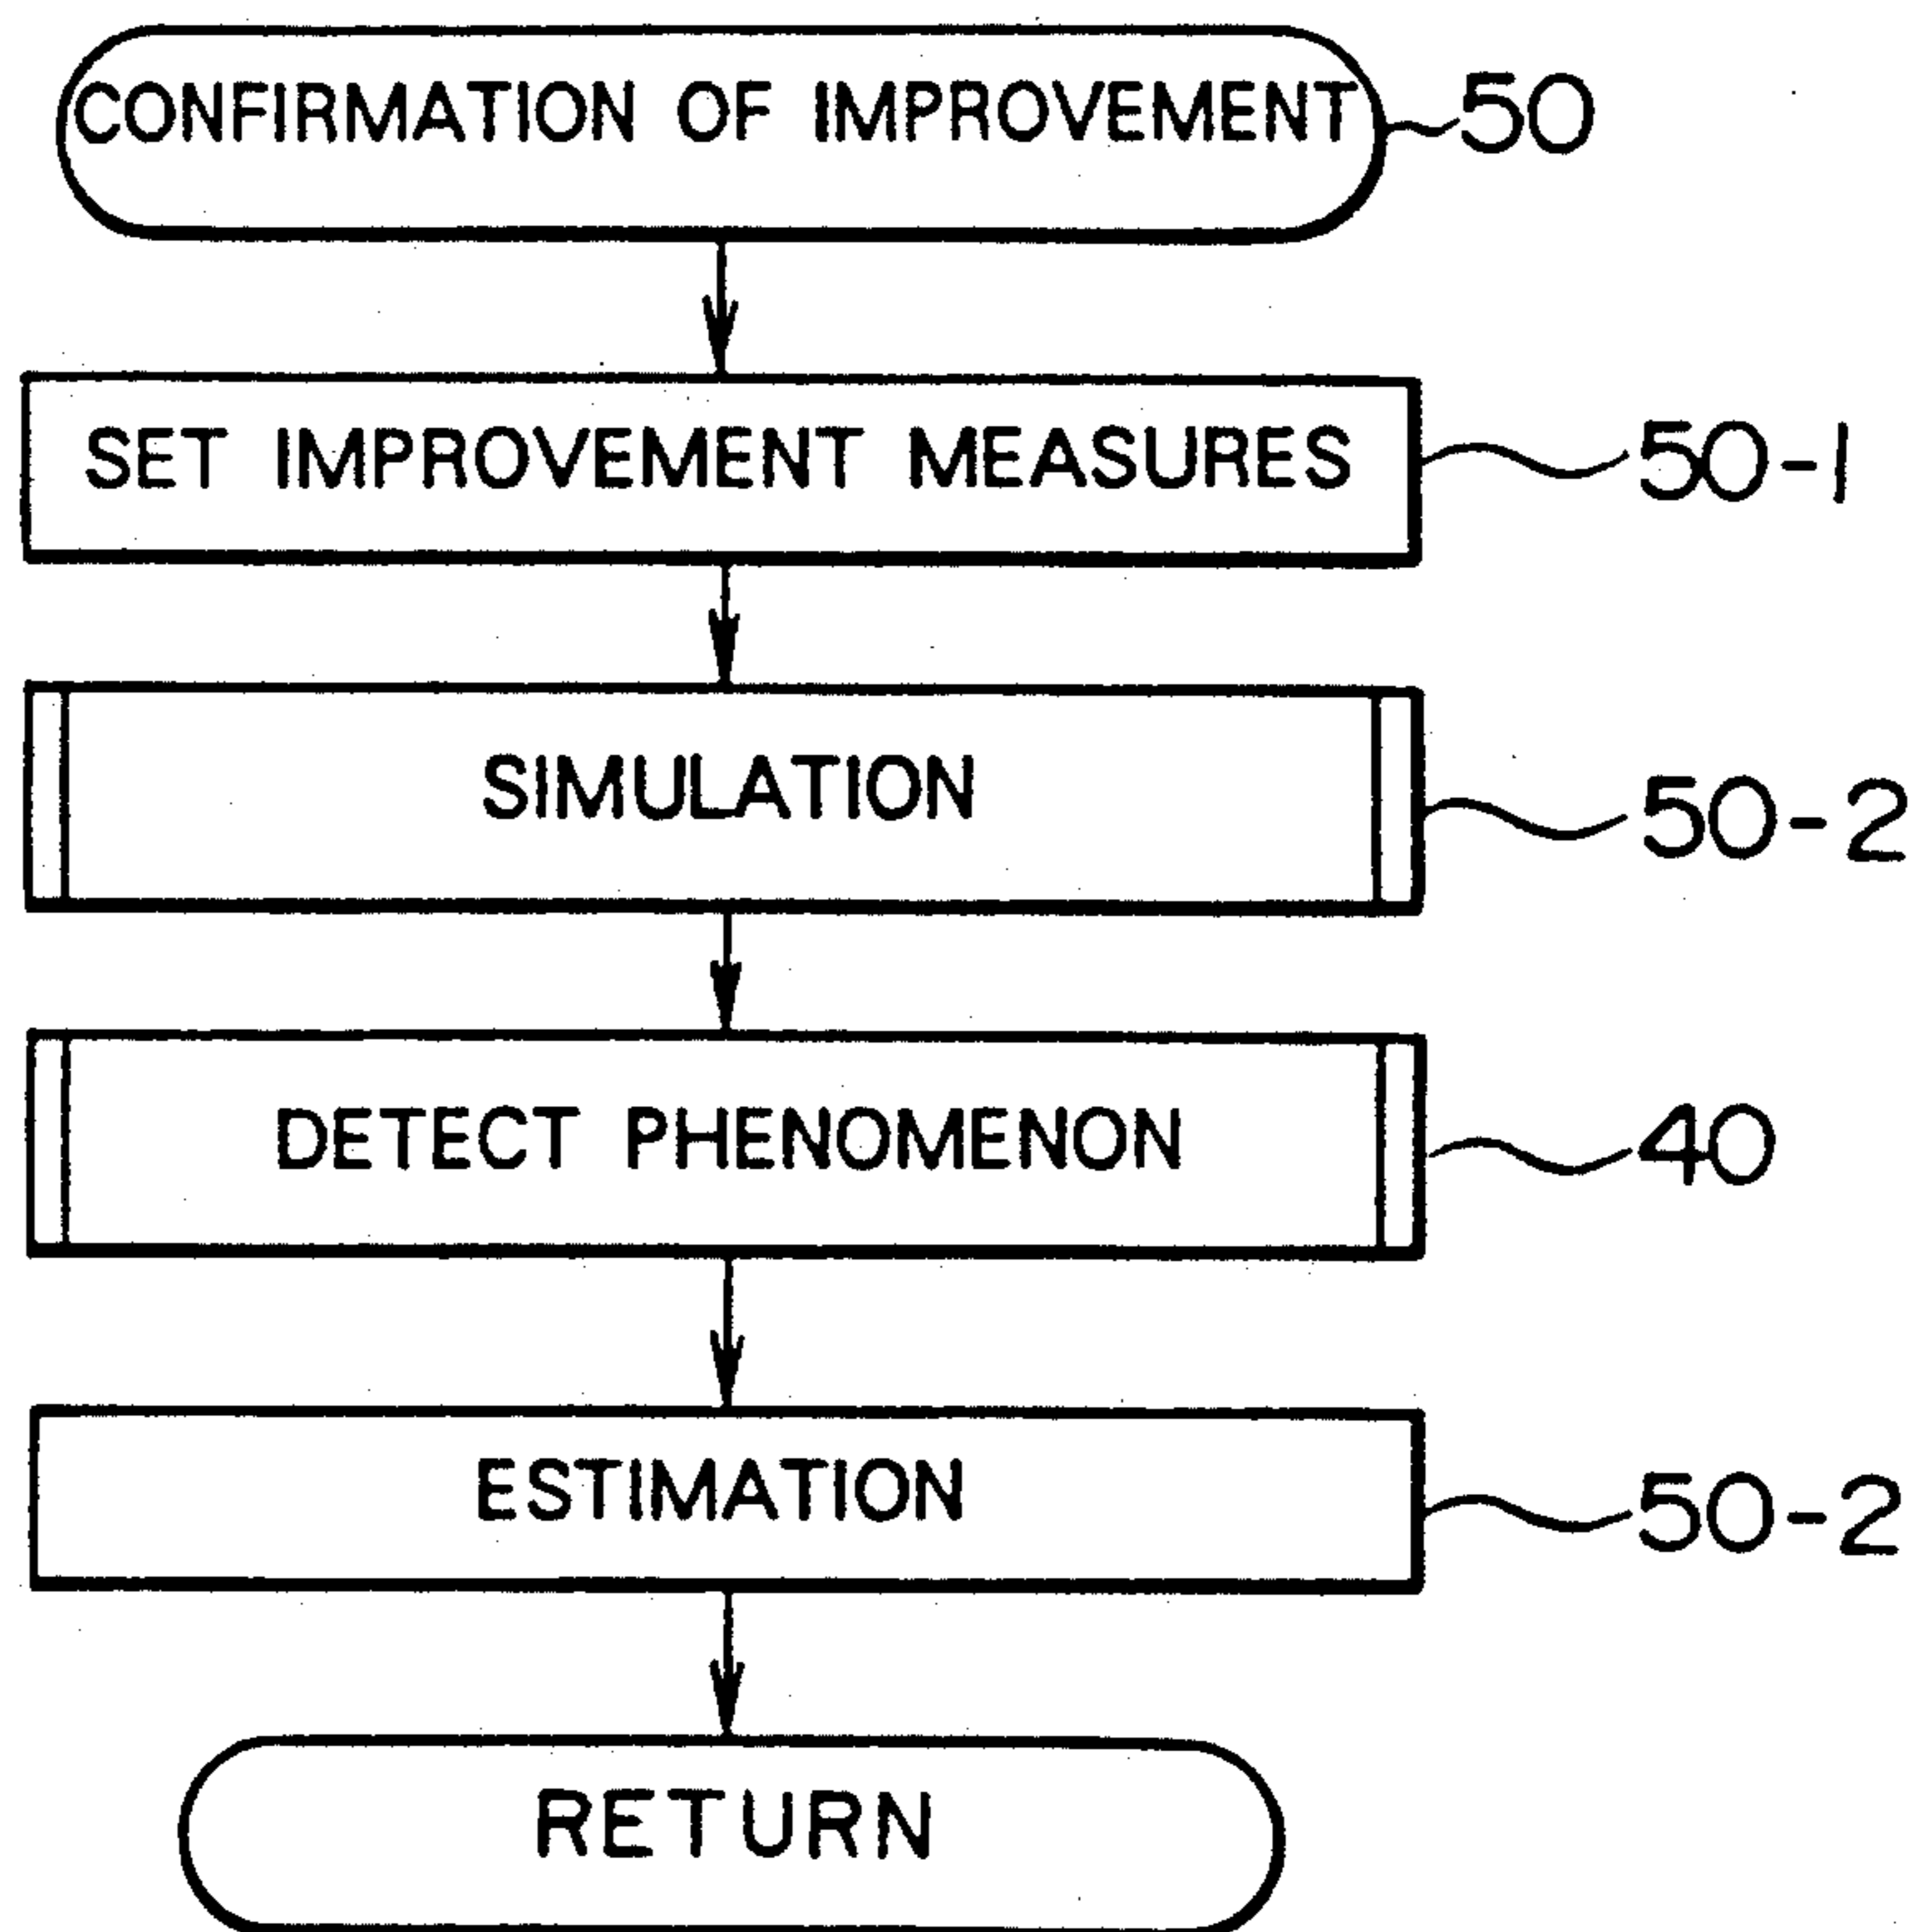 CONFIRMATION OF IMPROVEMENT 50
SET IMPROVEMENT MEASURES 50-1
SIMULATION 50-2
DETECT PHENOMENON 40
ESTIMATION 50-2
RETURN